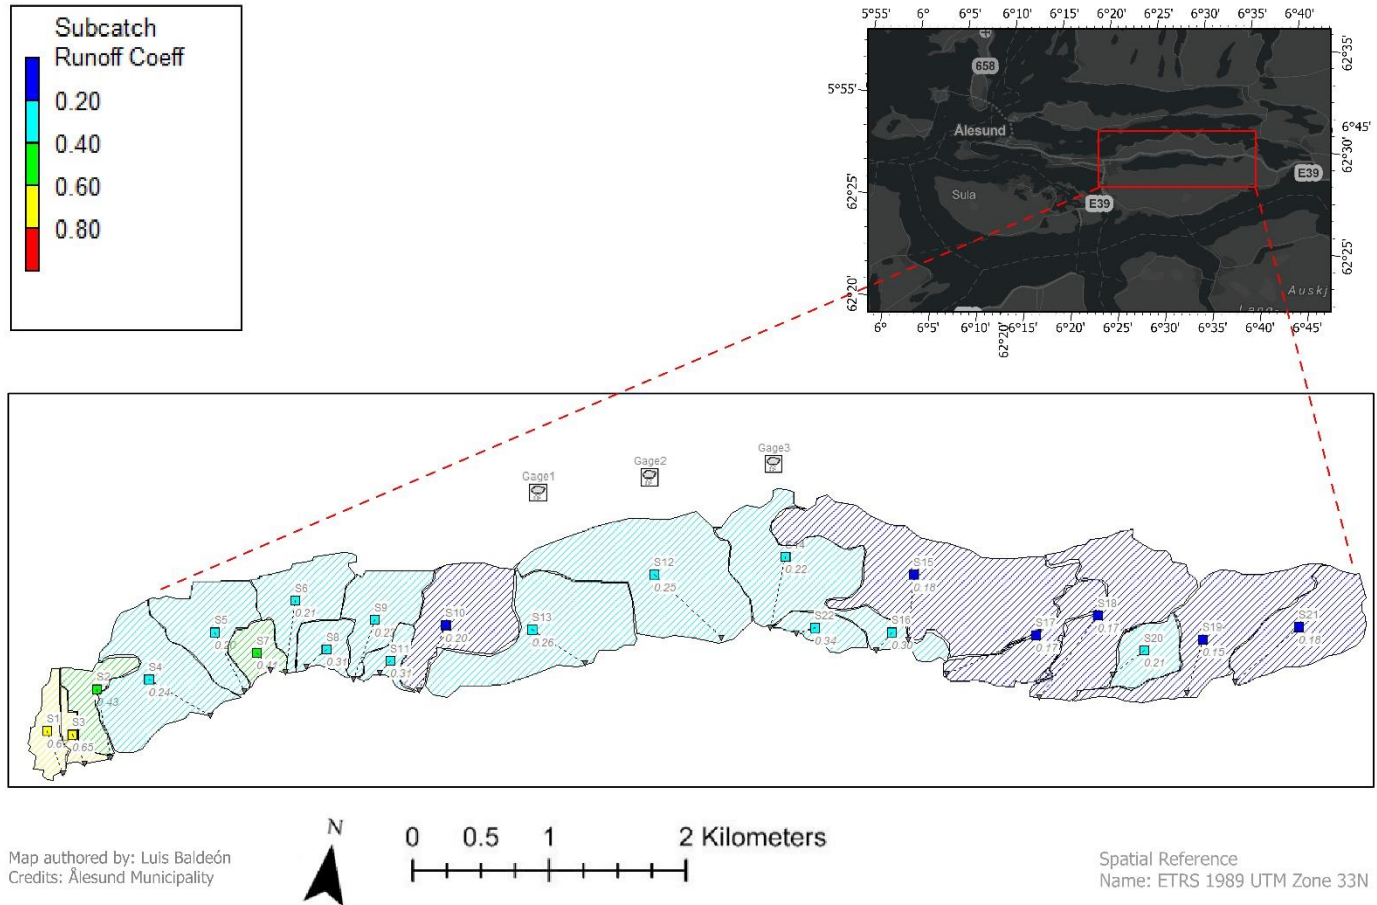 Subcatch
Runoff Coeff
0.20
0.40
0.60
0.80
5°55' 6° 6°5' 6°10' 6°15' 6°20' 6°25' 6°30' 6°35' 6°40'
62°35'
5°55'
658
Ålesund
6°45'
62°30'
E39
62°25'
Sula
E39
62°25'
62°20'
Auskj
6° 6°5' 6°10' 6°15' 6°20' 6°25' 6°30' 6°35' 6°40' 6°45'
62°20'
Gage1
Gage2
Gage3
S1
S2
0.43
S3
0.65
S4
0.24
S5
S6
0.21
S7
S8
0.31
S9
S10
0.20
S11
0.31
S12
0.25
S13
0.26
S14
0.22
S15
0.18
S16
0.30
S17
0.17
S18
0.17
S19
0.15
S20
0.21
S21
S22
0.34
N
0 0.5 1 2 Kilometers
Map authored by: Luis Baldeón
Credits: Ålesund Municipality
Spatial Reference
Name: ETRS 1989 UTM Zone 33N